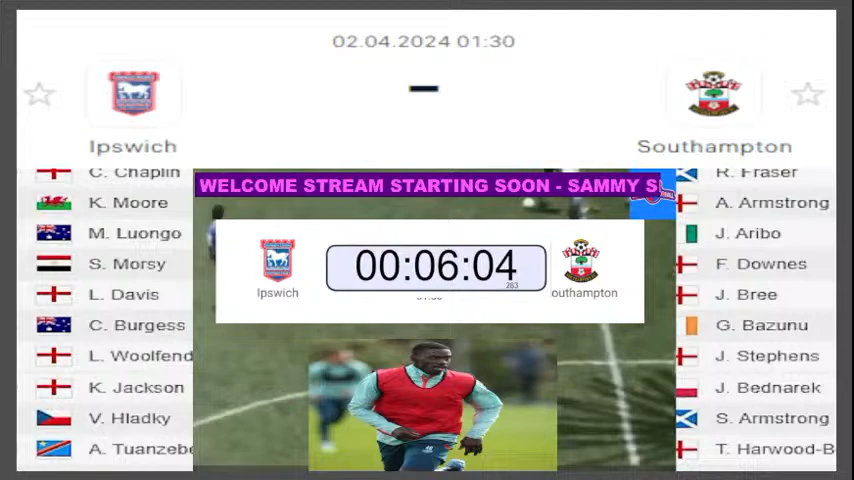 02.04.2024 01:30
Ipswich
Southampton
C. Chaplin
K. Moore
M. Luongo
S. Morsy
L. Davis
C. Burgess
L. Woolfend
K. Jackson
V. Hladky
A. Tuanzebe
WELCOME STREAM STARTING SOON - SAMMY S
00:06:04
263
Ipswich
outhampton
R. Fraser
A. Armstrong
J. Aribo
F. Downes
J. Bree
G. Bazunu
J. Stephens
J. Bednarek
S. Armstrong
T. Harwood-B